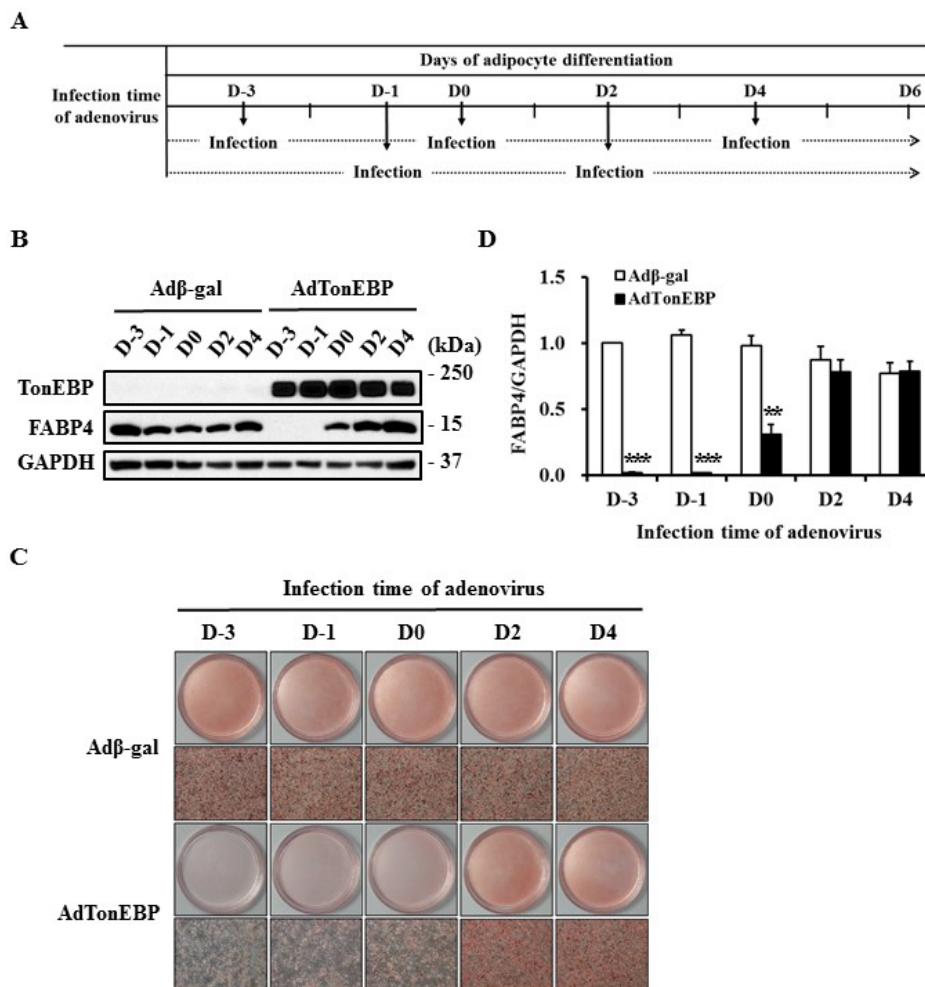 A
Days of adipocyte differentiation
Infection time
of adenovirus
D-3 D-1 D0 D2 D4 D6
Infection Infection Infection
Infection Infection
B
Adβ-gal AdTonEBP
D-3 D-1 D0 D2 D4 D-3 D-1 D0 D2 D4 (kDa)
TonEBP - 250
FABP4 - 15
GAPDH - 37
D
Adβ-gal
AdTonEBP
FABP4/GAPDH
1.5
1.0
0.5
0.0
*** *** **
D-3 D-1 D0 D2 D4
Infection time of adenovirus
C
Infection time of adenovirus
D-3 D-1 D0 D2 D4
Adβ-gal
AdTonEBP